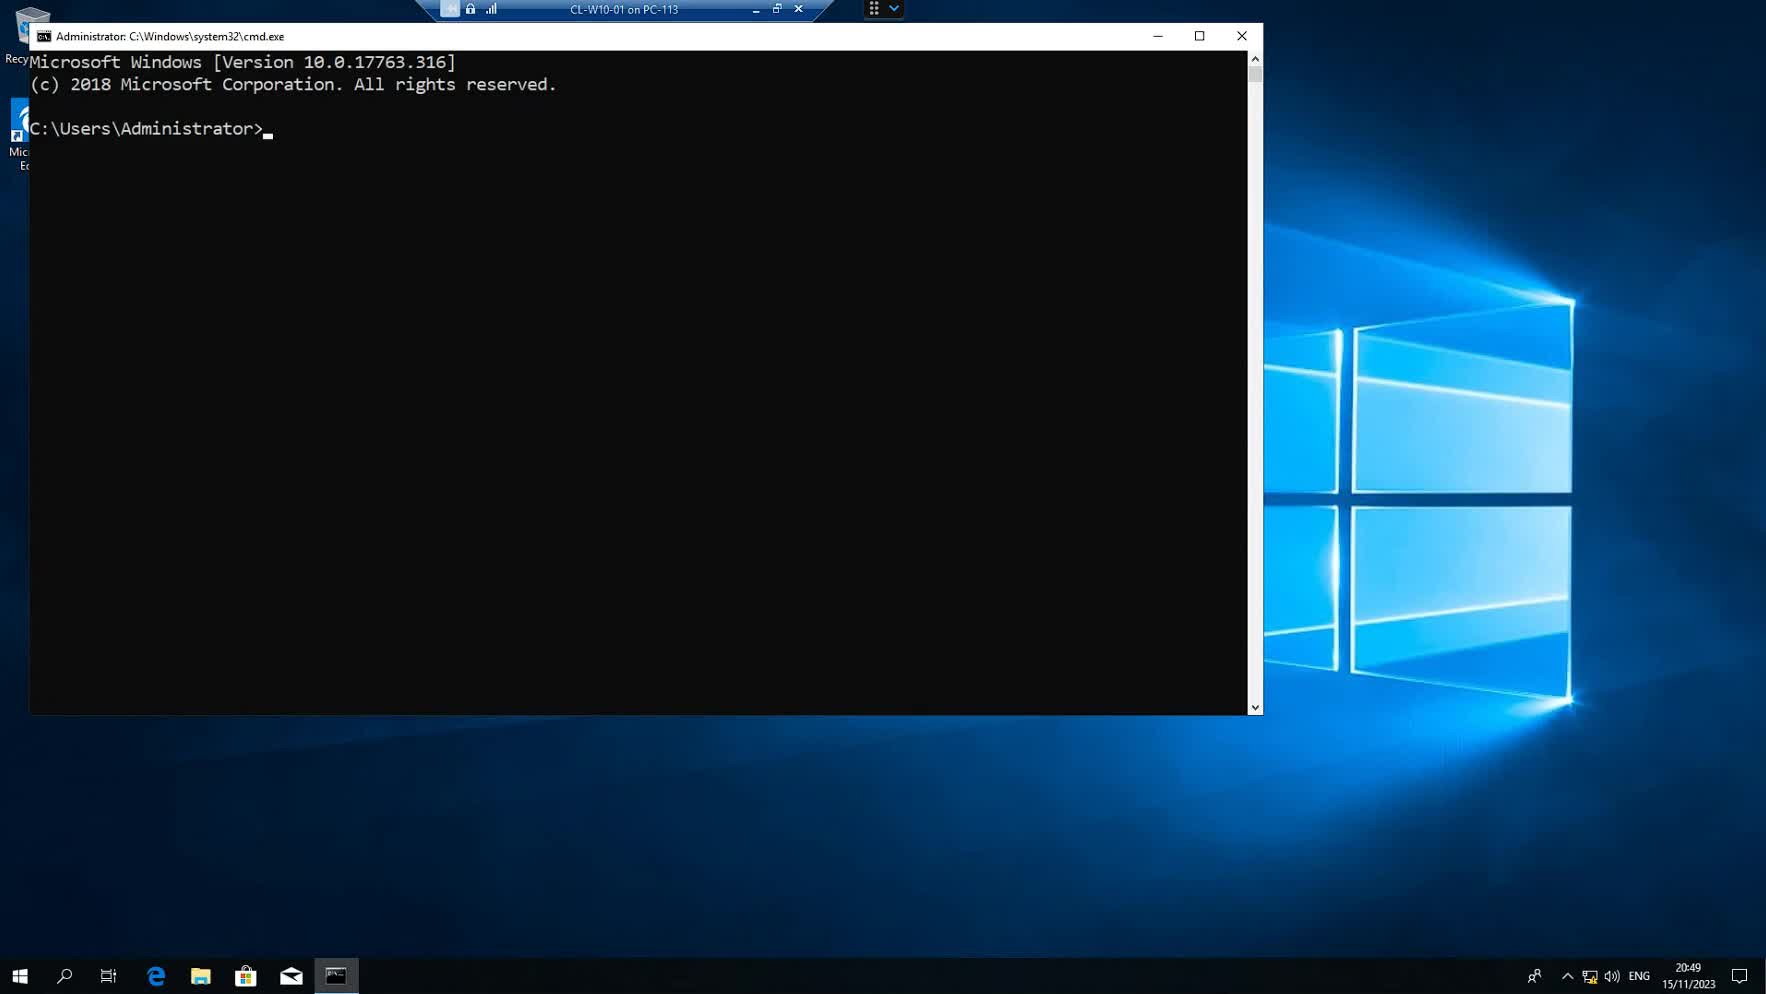 CL-W10-01 on PC-113
Administrator: C:\Windows\system32\cmd.exe
Microsoft Windows [Version 10.0.17763.316]
(c) 2018 Microsoft Corporation. All rights reserved.
C:\Users\Administrator>
Recy
Mic
Ec
ENG
20:49
15/11/2023